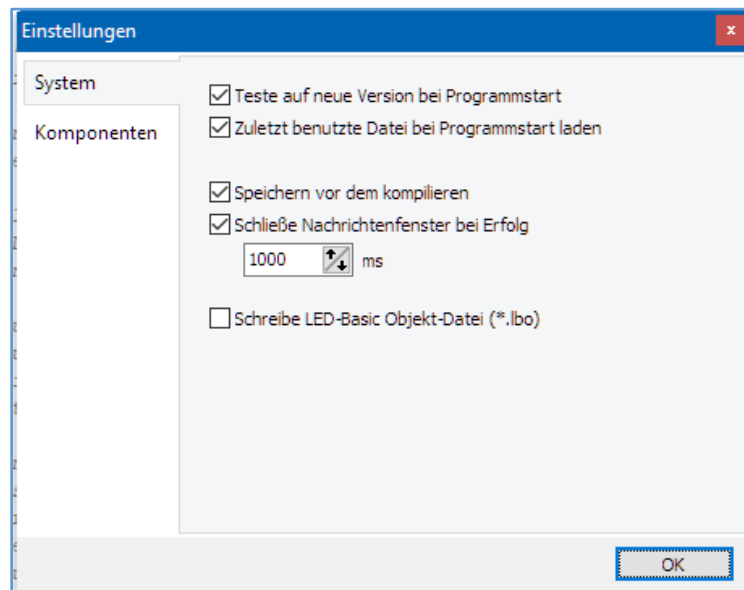 Einstellungen
x
System
Komponenten
Teste auf neue Version bei Programmstart
Zuletzt benutzte Datei bei Programmstart laden
Speichern vor dem kompilieren
Schließe Nachrichtenfenster bei Erfolg
1000 ms
Schreibe LED-Basic Objekt-Datei (*.lbo)
OK